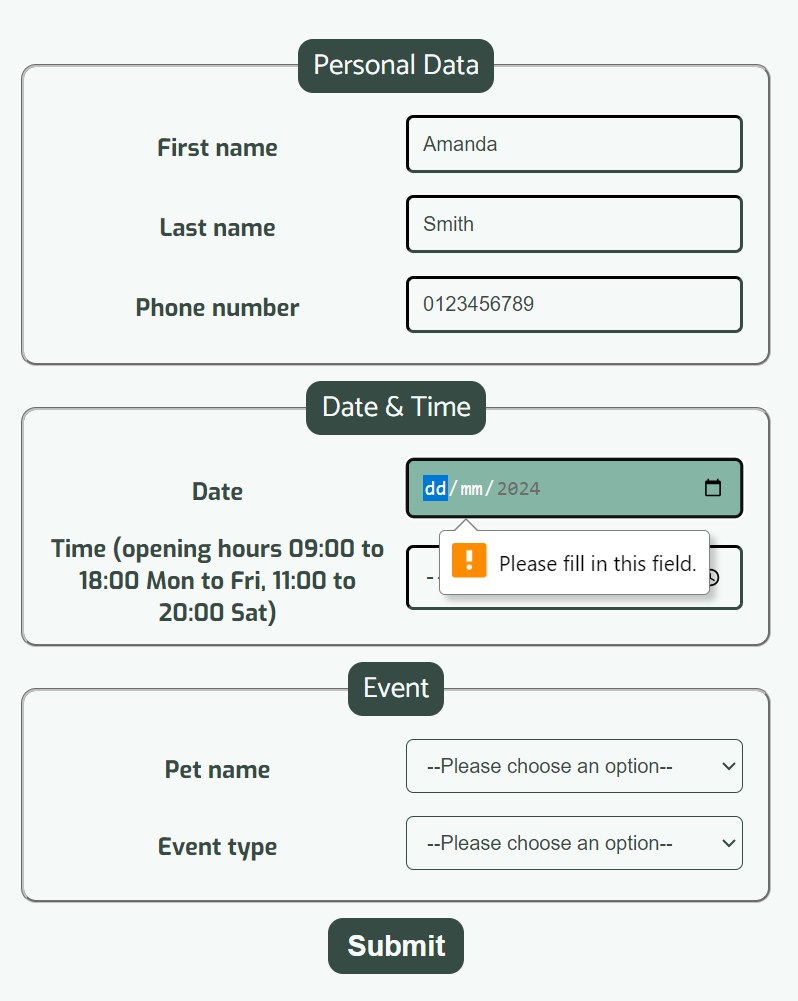 Personal Data
First name
Amanda
Last name
Smith
Phone number
0123456789
Date & Time
Date
dd/mm/2024
Please fill in this field.
Time (opening hours 09:00 to
18:00 Mon to Fri, 11:00 to
20:00 Sat)
Event
Pet name
--Please choose an option--
Event type
--Please choose an option--
Submit